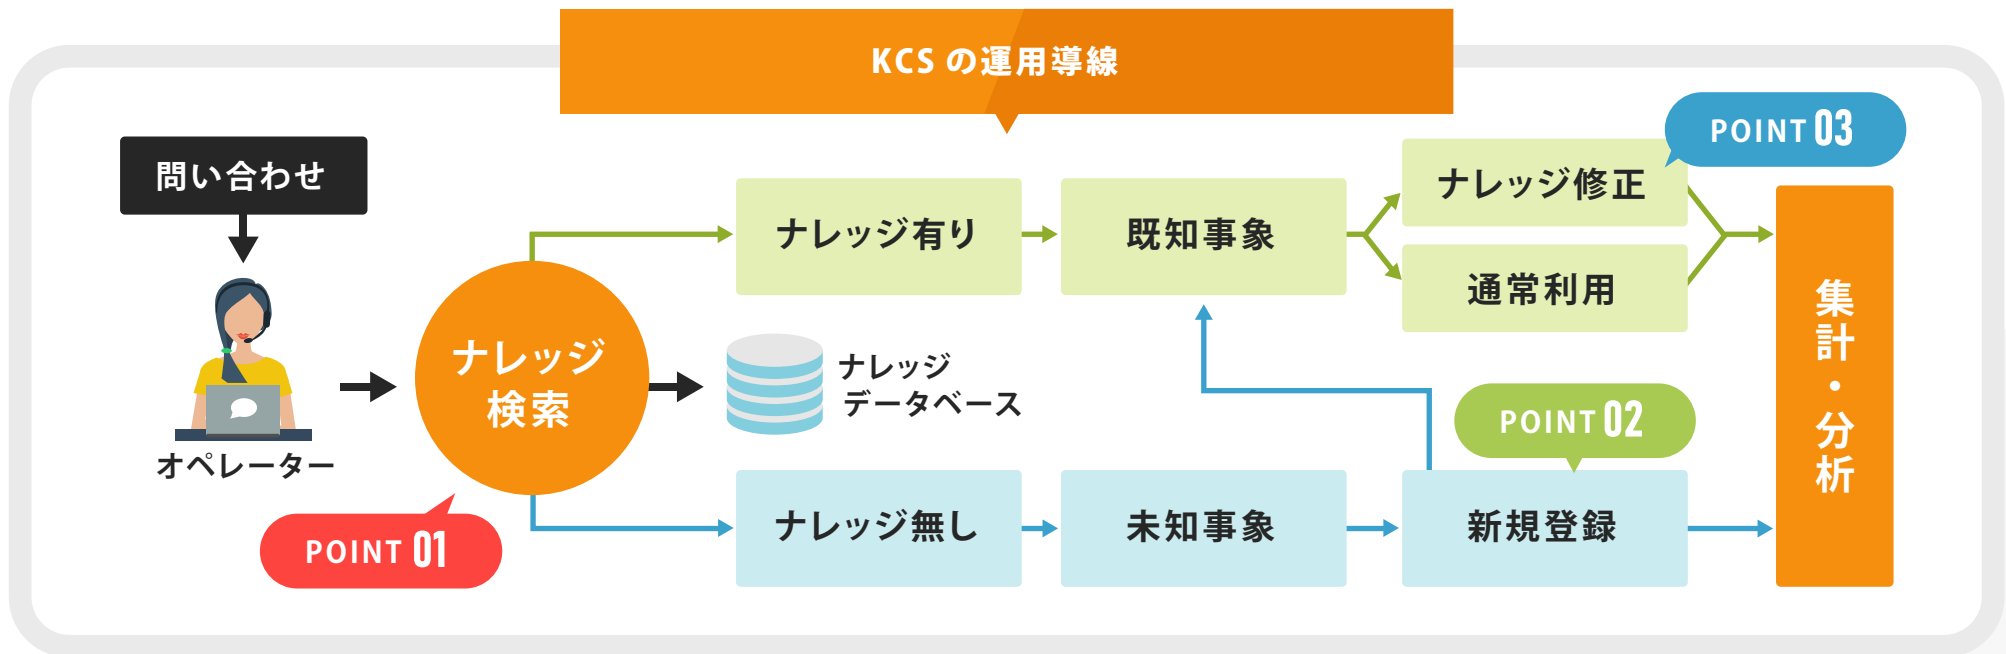 KCSの運用導線
問い合わせ
オペレーター
POINT 01
ナレッジ
検索
ナレッジ有り
既知事象
ナレッジ修正
通常利用
POINT 03
ナレッジ
データベース
ナレッジ無し
未知事象
新規登録
POINT 02
集計・分析